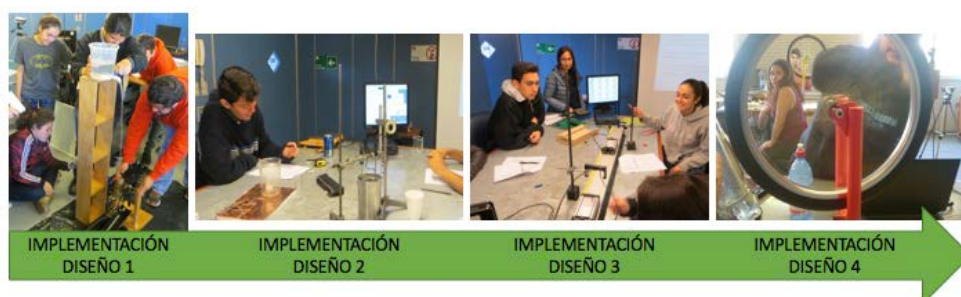 IMPLEMENTACIÓN
DISEÑO 1
IMPLEMENTACIÓN
DISEÑO 2
IMPLEMENTACIÓN
DISEÑO 3
IMPLEMENTACIÓN
DISEÑO 4